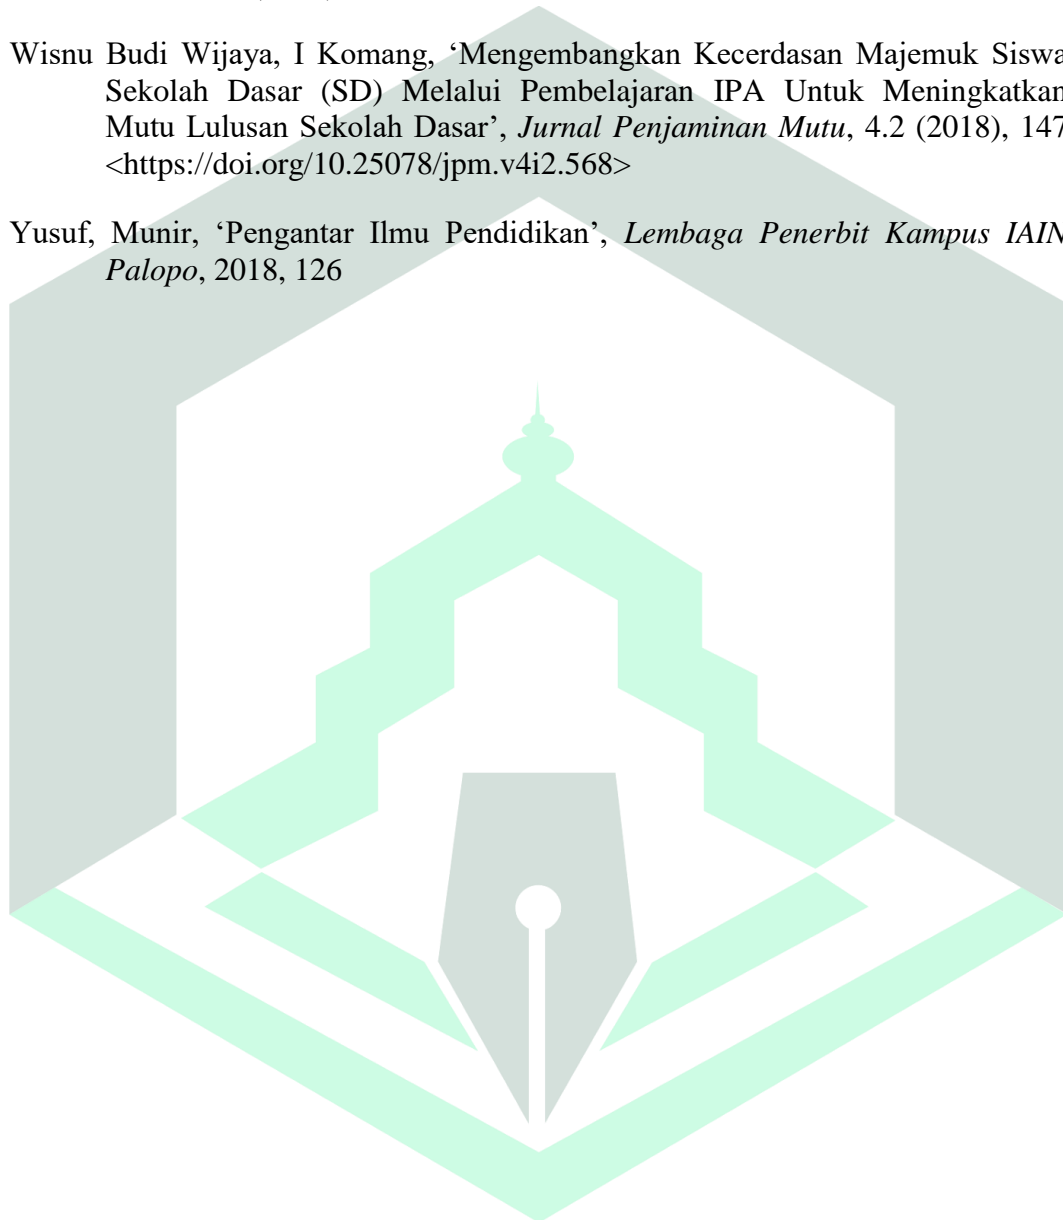 Wisnu Budi Wijaya, I Komang, ‘Mengembangkan Kecerdasan Majemuk Siswa
Sekolah Dasar (SD) Melalui Pembelajaran IPA Untuk Meningkatkan
Mutu Lulusan Sekolah Dasar’, Jurnal Penjaminan Mutu, 4.2 (2018), 147
<https://doi.org/10.25078/jpm.v4i2.568>
Yusuf, Munir, ‘Pengantar Ilmu Pendidikan’, Lembaga Penerbit Kampus IAIN
Palopo, 2018, 126